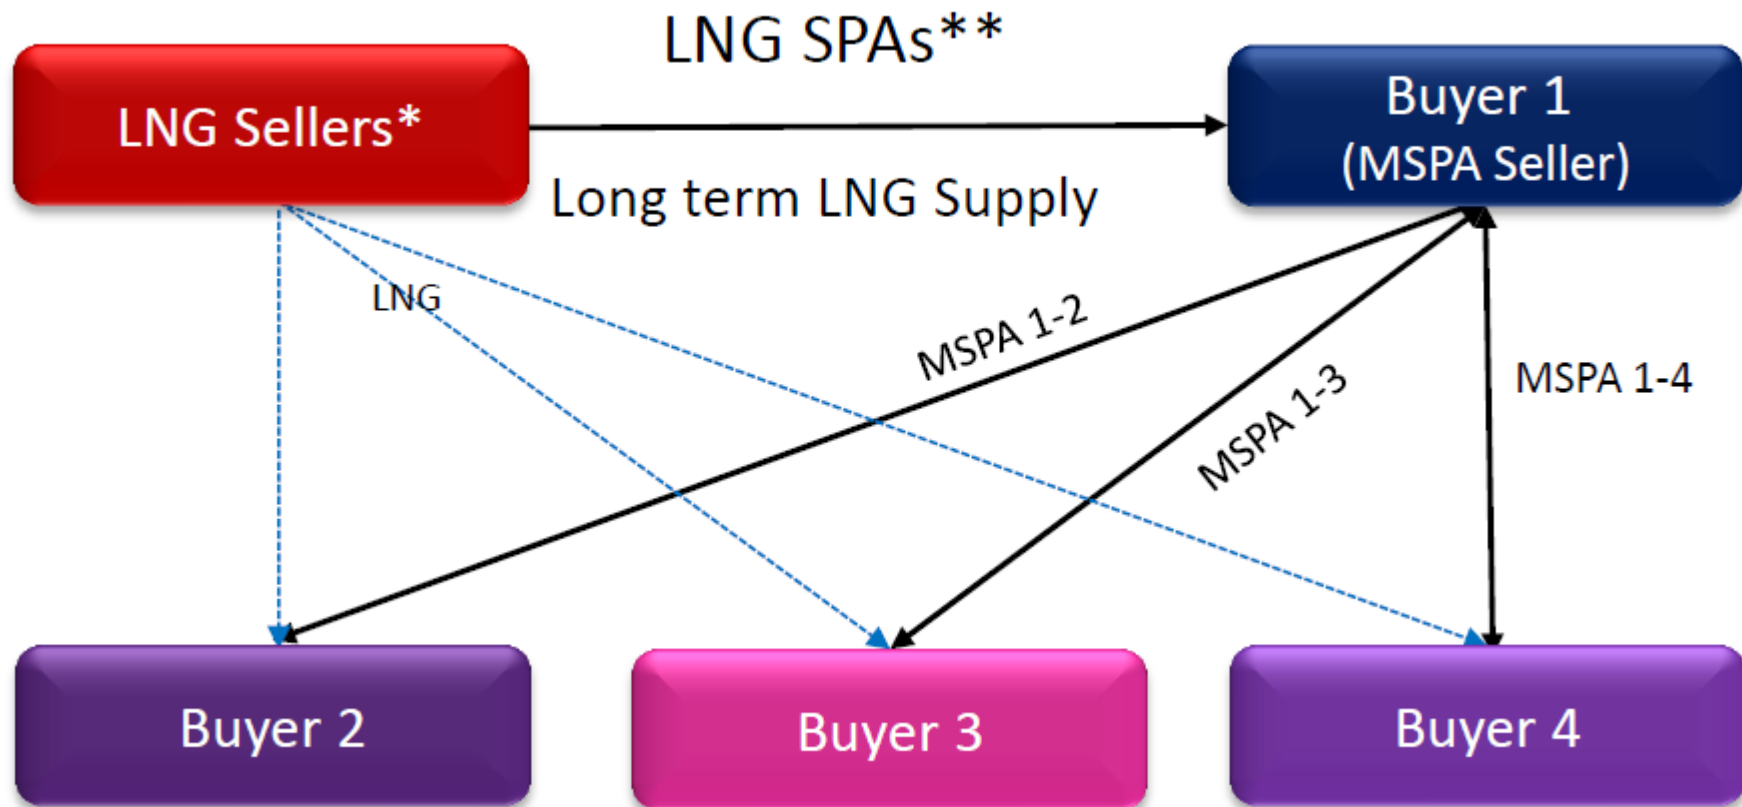 LNG SPAs**
LNG Sellers*
Buyer 1
(MSPA Seller)
Long term LNG Supply
LNG
MSPA 1-2
MSPA 1-3
MSPA 1-4
Buyer 2
Buyer 3
Buyer 4